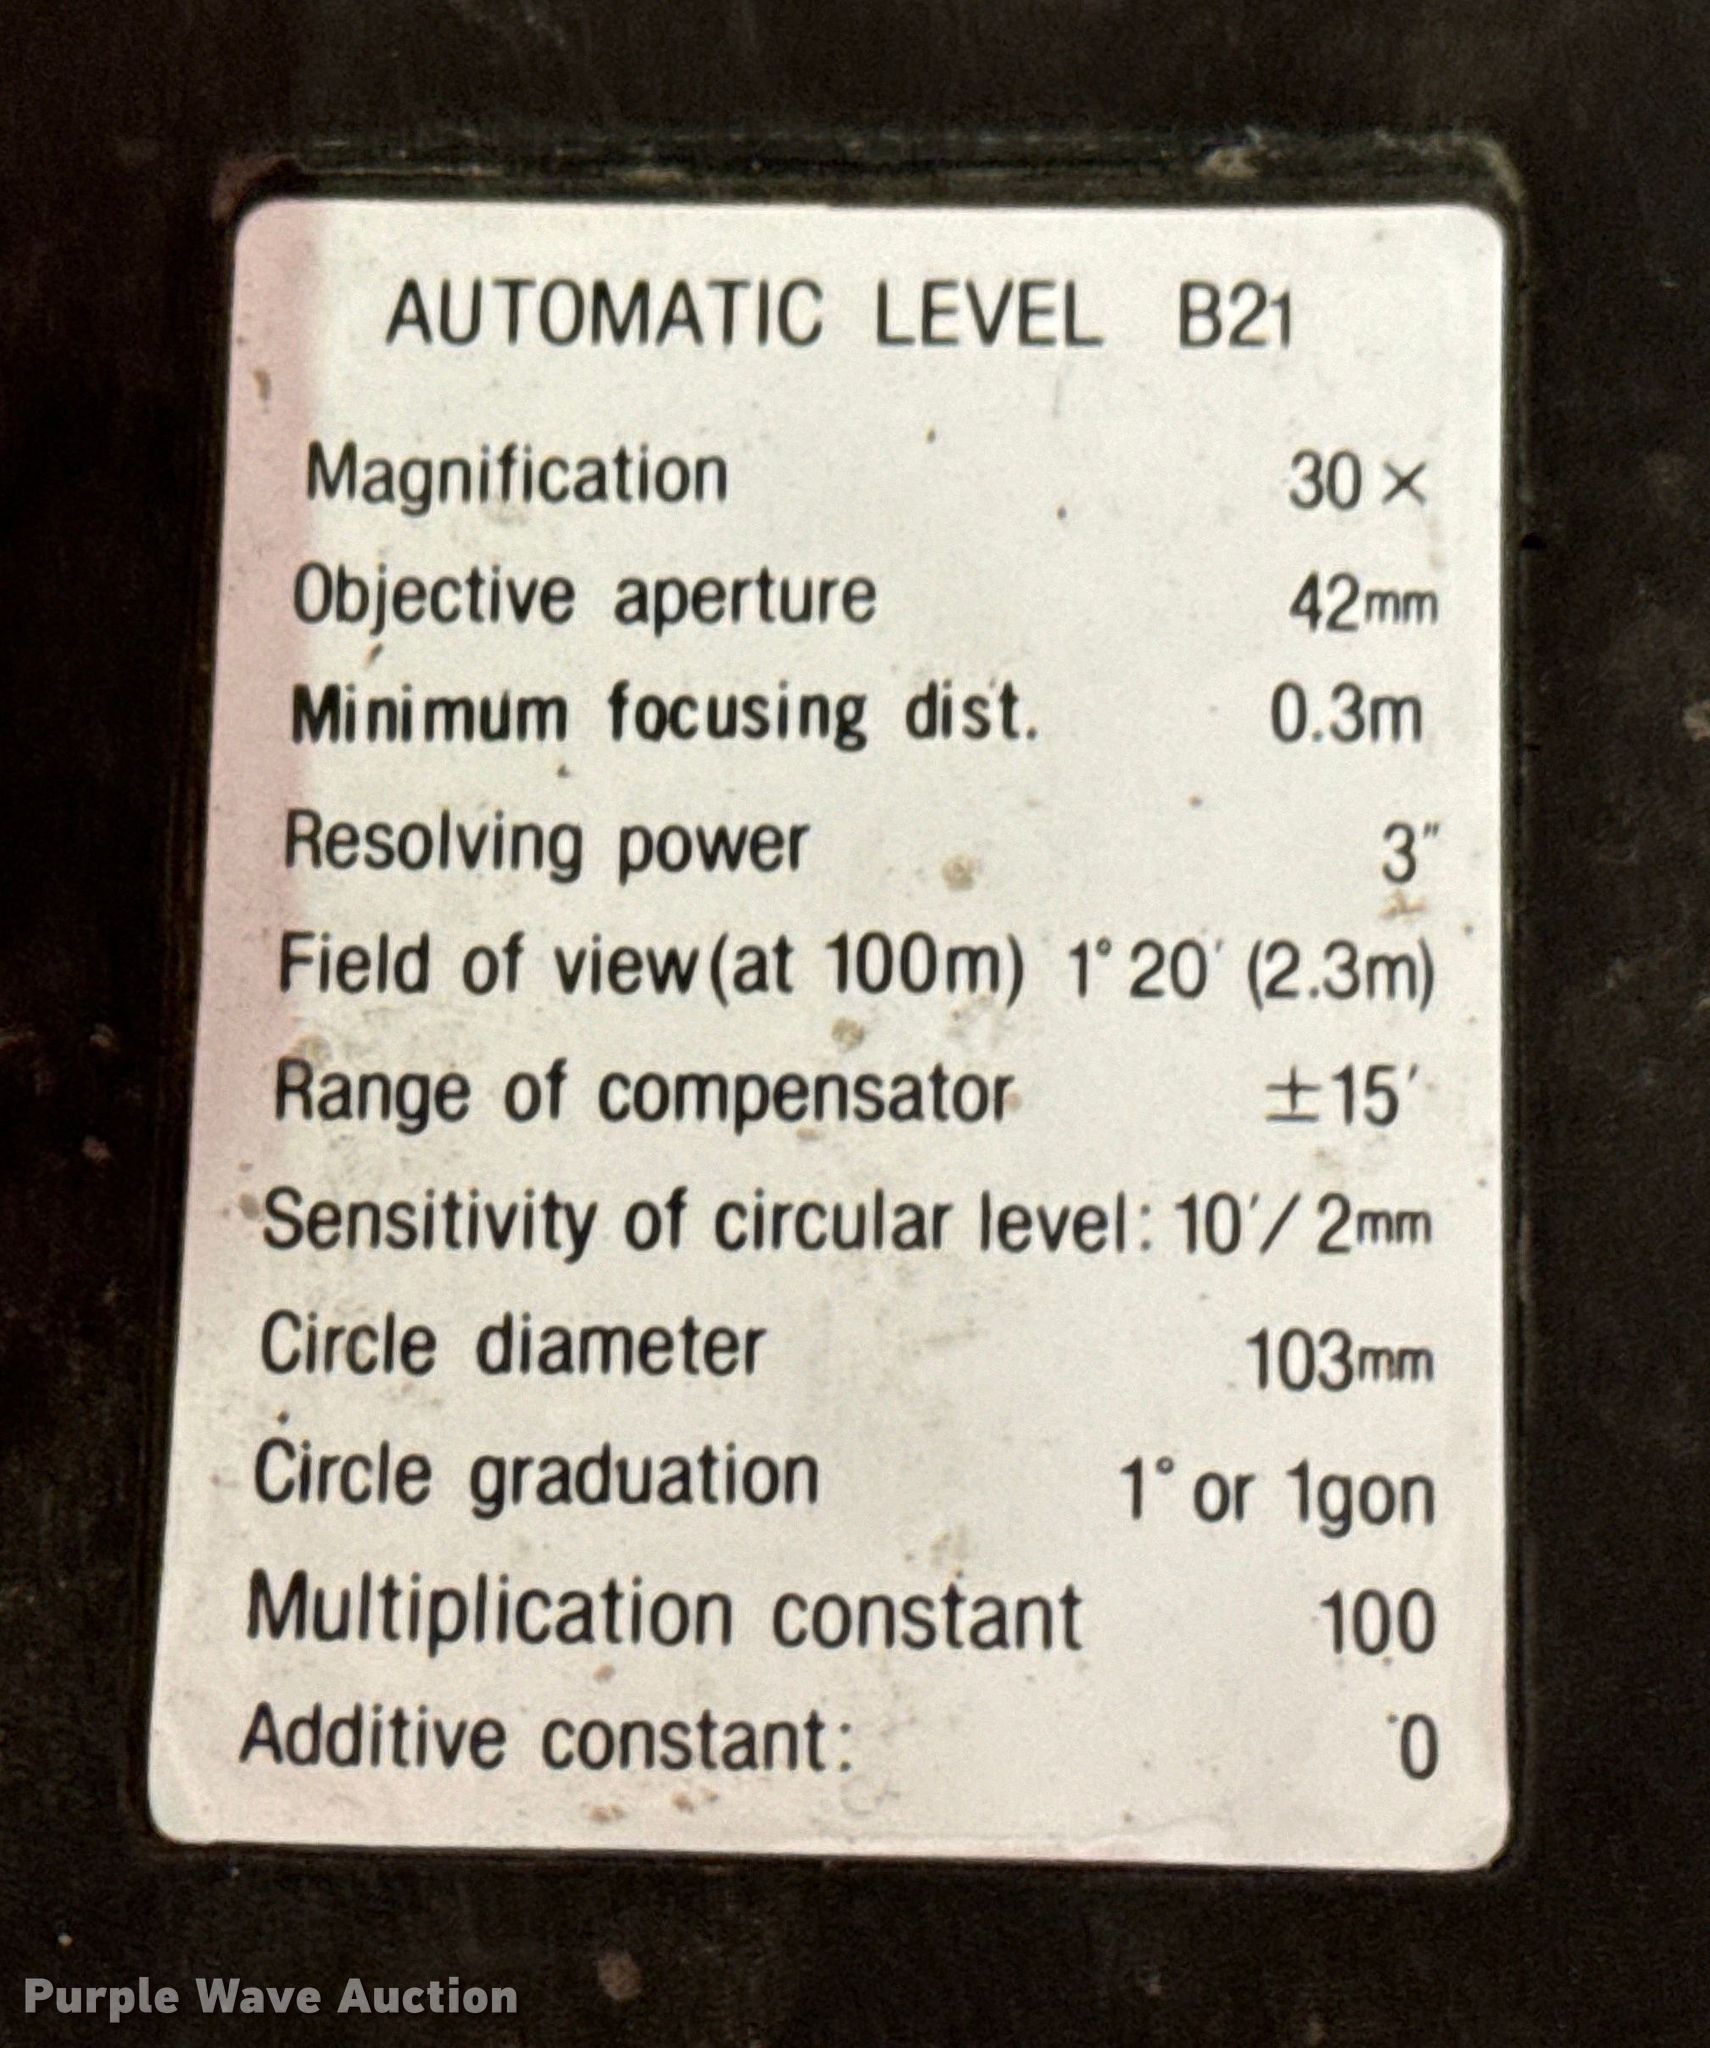 AUTOMATIC LEVEL B21
Magnification 30×
Objective aperture 42mm
Minimum focusing dist. 0.3m
Resolving power 3″
Field of view(at 100m) 1° 20′ (2.3m)
Range of compensator ±15′
Sensitivity of circular level: 10′/ 2mm
Circle diameter 103mm
Circle graduation 1° or 1gon
Multiplication constant 100
Additive constant: 0
Purple Wave Auction